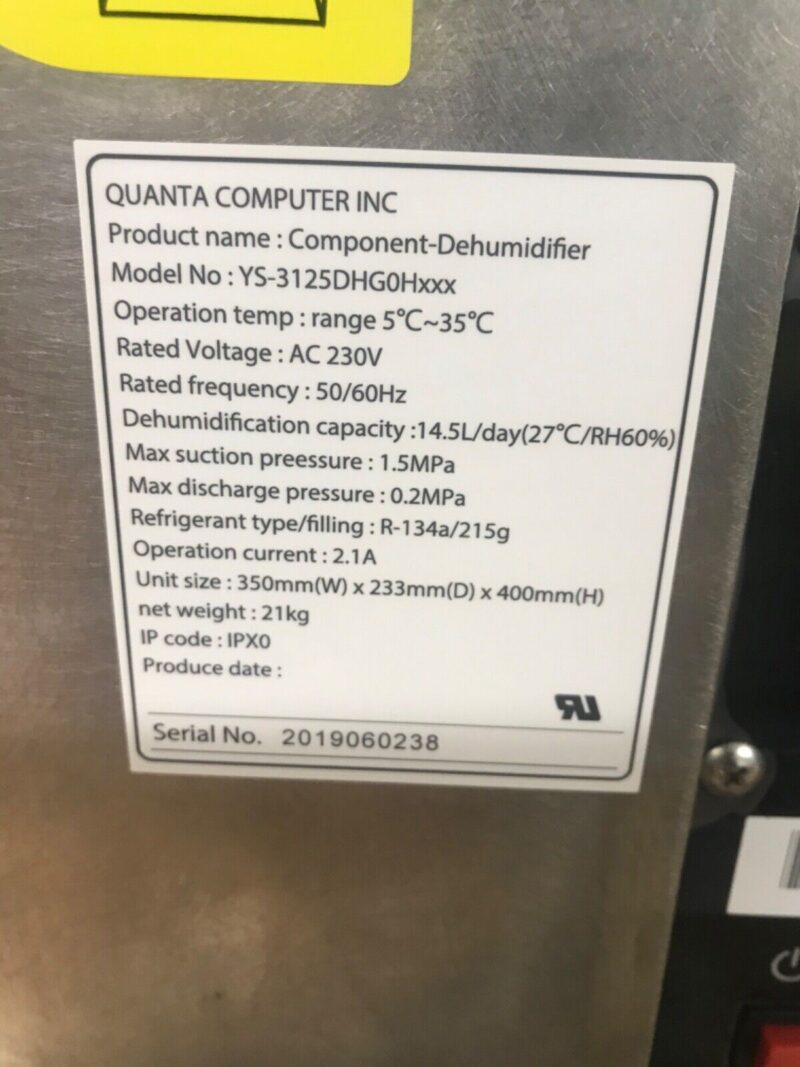 QUANTA COMPUTER INC
Product name : Component-Dehumidifier
Model No : YS-3125DHG0Hxxx
Operation temp : range 5℃~35℃
Rated Voltage : AC 230V
Rated frequency : 50/60Hz
Dehumidification capacity :14.5L/day(27℃/RH60%)
Max suction preessure : 1.5MPa
Max discharge pressure : 0.2MPa
Refrigerant type/filling : R-134a/215g
Operation current : 2.1A
Unit size : 350mm(W) x 233mm(D) x 400mm(H)
net weight : 21kg
IP code : IPX0
Produce date :
RU
Serial No. 2019060238